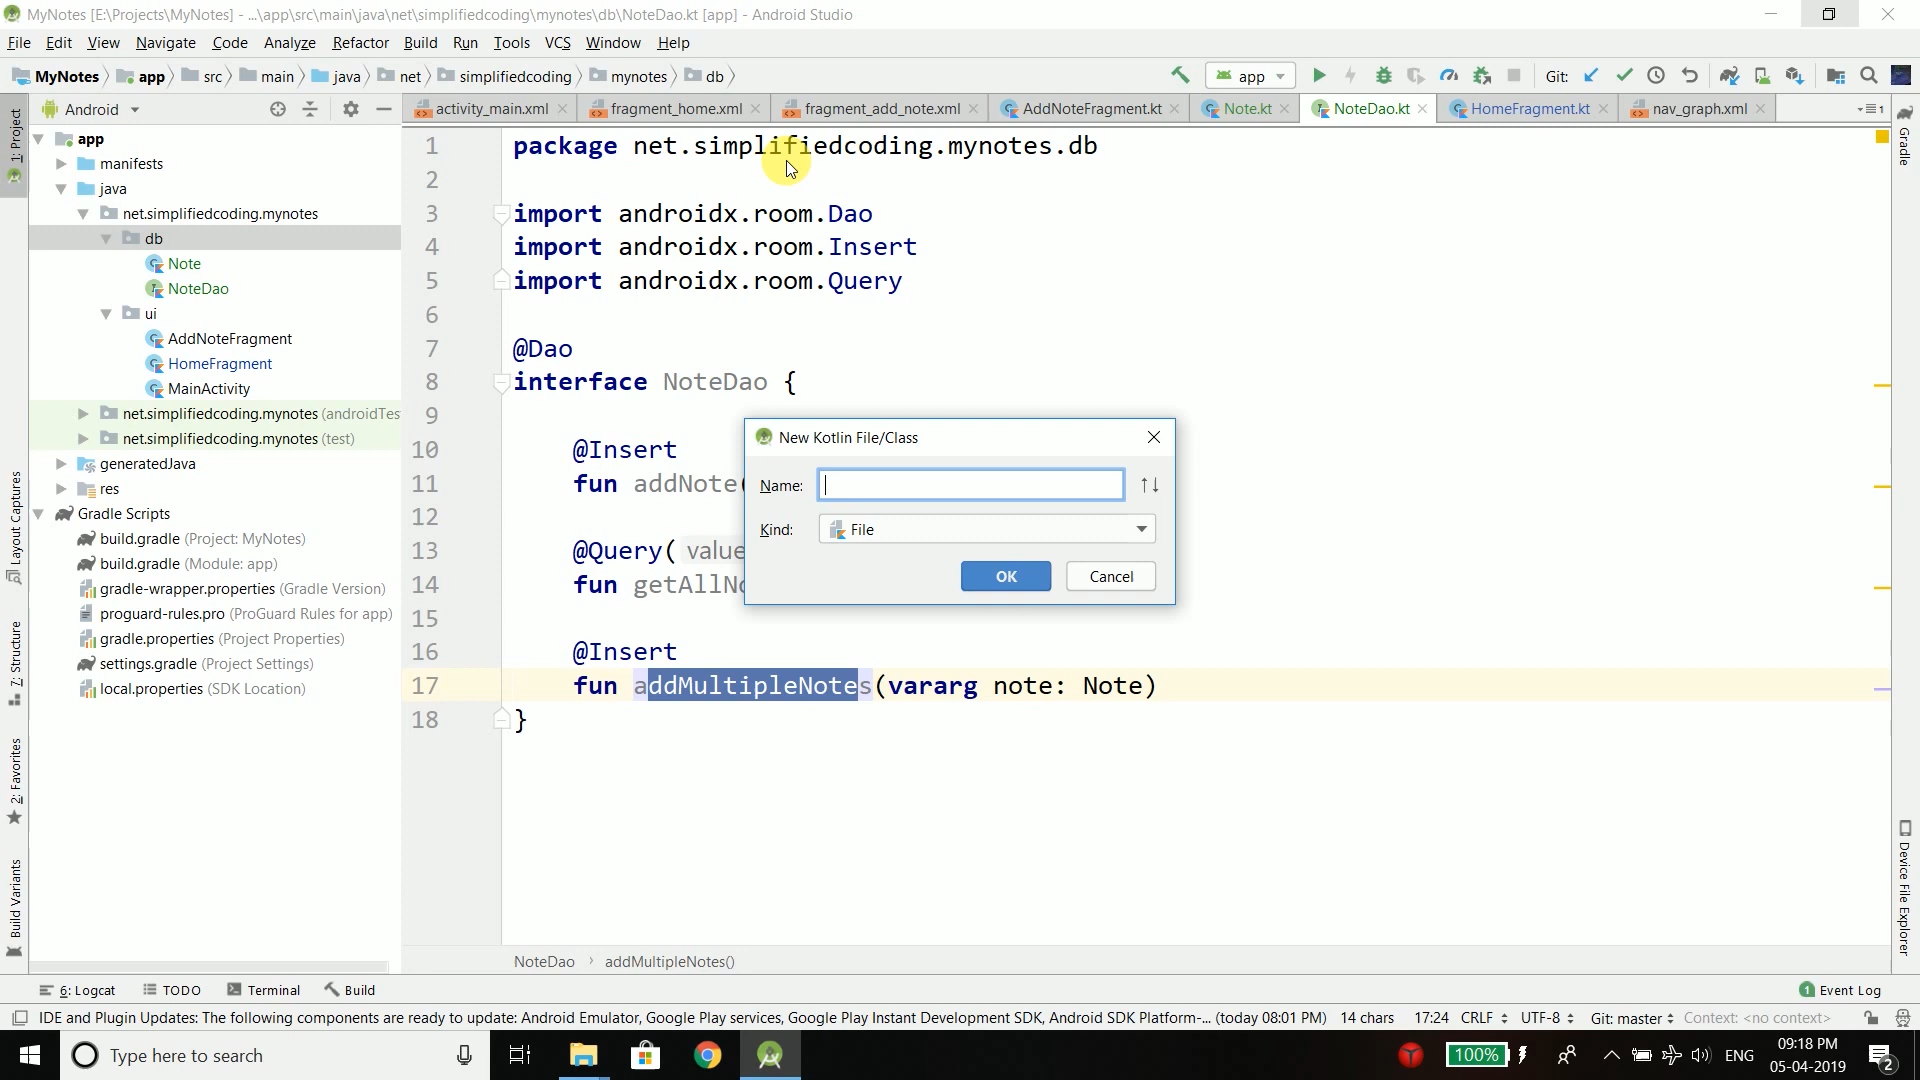 MyNotes [E:\Projects\MyNotes] - ...\app\src\main\java\net\simplifiedcoding\mynotes\db\NoteDao.kt [app] - Android Studio
File Edit View Navigate Code Analyze Refactor Build Run Tools VCS Window Help
MyNotes app src main java net simplifiedcoding mynotes db
app
Git:
Android
activity_main.xml
fragment_home.xml
fragment_add_note.xml
AddNoteFragment.kt
Note.kt
NoteDao.kt
HomeFragment.kt
nav_graph.xml
1
1: Project
Layout Captures
7: Structure
2: Favorites
Build Variants
app
manifests
java
net.simplifiedcoding.mynotes
db
Note
NoteDao
ui
AddNoteFragment
HomeFragment
MainActivity
net.simplifiedcoding.mynotes (androidTes
net.simplifiedcoding.mynotes (test)
generatedJava
res
Gradle Scripts
build.gradle (Project: MyNotes)
build.gradle (Module: app)
gradle-wrapper.properties (Gradle Version)
proguard-rules.pro (ProGuard Rules for app)
gradle.properties (Project Properties)
settings.gradle (Project Settings)
local.properties (SDK Location)
1 package net.simplifiedcoding.mynotes.db
2
3 import androidx.room.Dao
4 import androidx.room.Insert
5 import androidx.room.Query
6
7 @Dao
8 interface NoteDao {
9
10 @Insert
11 fun addNote(
12
13 @Query( value
14 fun getAllNo
15
16 @Insert
17 fun addMultipleNotes(vararg note: Note)
18 }
New Kotlin File/Class
Name:
Kind: File
OK Cancel
Gradle
Device File Explorer
NoteDao › addMultipleNotes()
6: Logcat TODO Terminal Build
1 Event Log
IDE and Plugin Updates: The following components are ready to update: Android Emulator, Google Play services, Google Play Instant Development SDK, Android SDK Platform-... (today 08:01 PM) 14 chars 17:24 CRLF UTF-8 Git: master Context: <no context>
Type here to search
100%
ENG
09:18 PM
05-04-2019
2